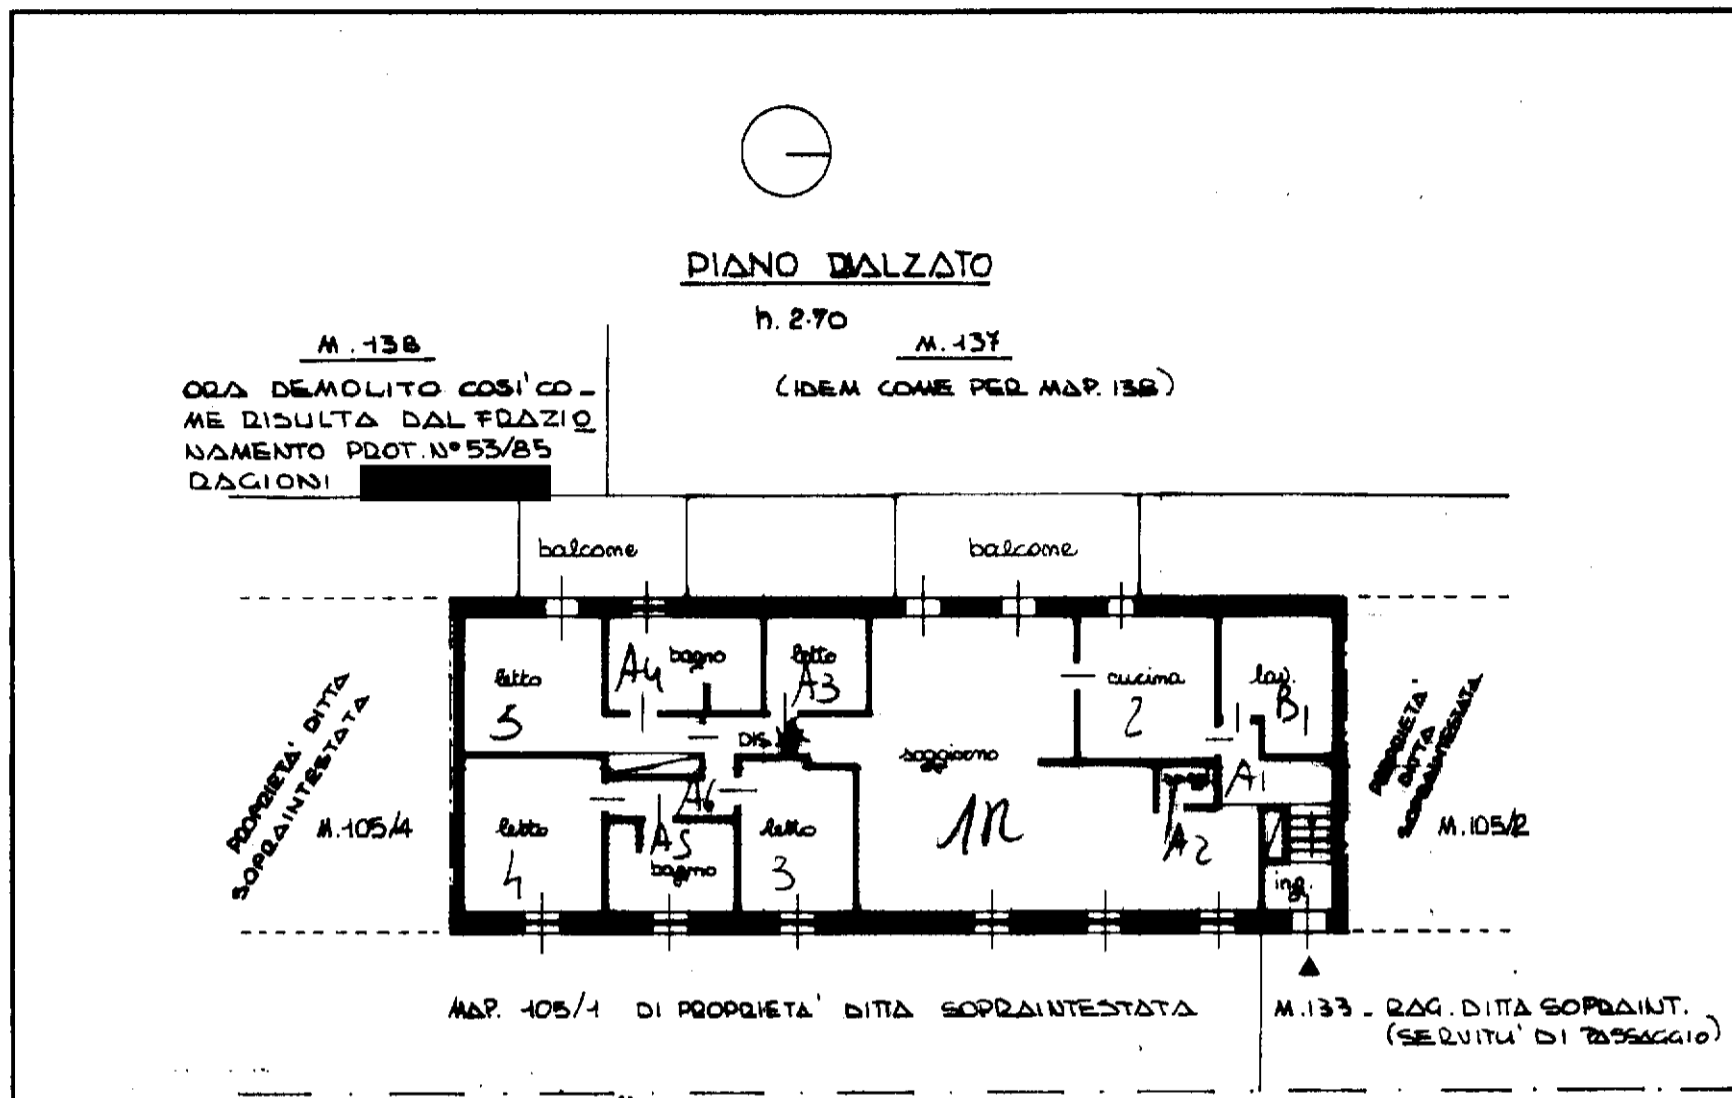 PIANO RIALZATO
h. 2.70
M. 138
M. 137
ORA DEMOLITO COSI' CO-
ME RISULTA DAL FRAZIO
NAMENTO PROT. N° 53/85
RAGIONI
(IDEM COME PER MAP. 138)
balcone
balcone
letto
5
A4
bagno
letto
A3
DIS.
soggiorno
1R
cucina
2
lav.
B1
A1
A2
letto
4
A6
A5
bagno
letto
3
ing.
PROPRIETA' DITTA
SOPRAINTESTATA
M. 105/4
PROPRIETA'
DITTA
SOPRAINTESTATA
M. 105/2
MAP. 105/1 DI PROPRIETA' DITTA SOPRAINTESTATA
M. 133 - RAG. DITTA SOPRAINT.
(SERVITU' DI PASSAGGIO)